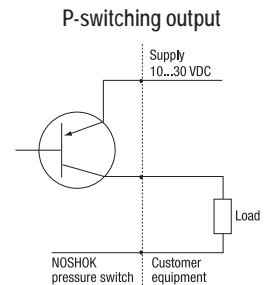 P-switching output
Supply
10...30 VDC
Load
NOSHOK
pressure switch
Customer
equipment